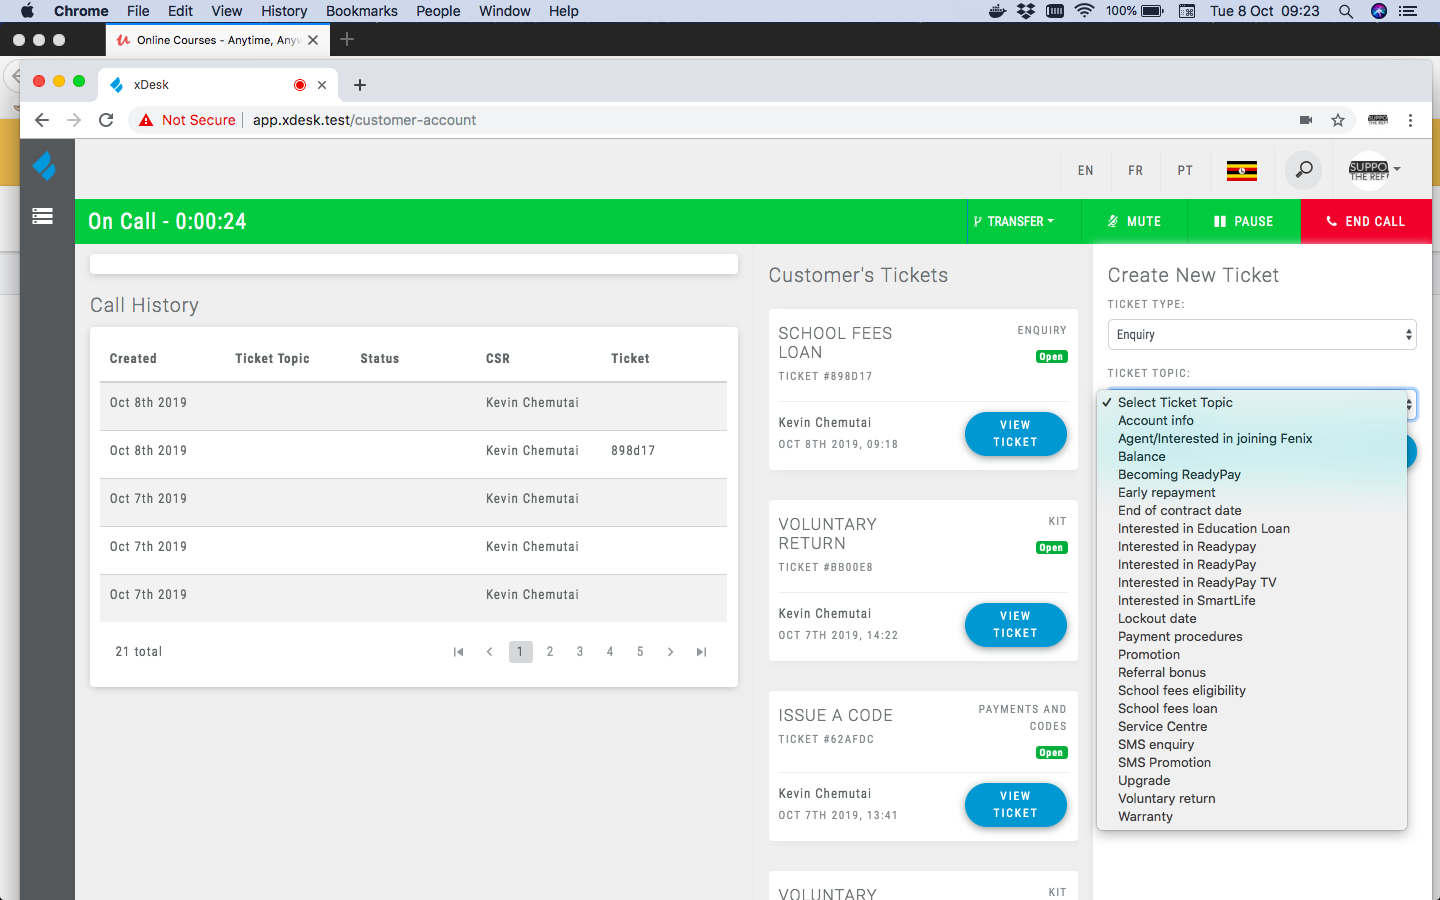 Chrome File Edit View History Bookmarks People Window Help 100% Tue 8 Oct 09:23
Online Courses - Anytime, Any
xDesk
Not Secure app.xdesk.test/customer-account
EN FR PT SUPPO
THE REF
On Call - 0:00:24 TRANSFER MUTE PAUSE END CALL
Call History
Created Ticket Topic Status CSR Ticket
Oct 8th 2019 Kevin Chemutai
Oct 8th 2019 Kevin Chemutai 898d17
Oct 7th 2019 Kevin Chemutai
Oct 7th 2019 Kevin Chemutai
Oct 7th 2019 Kevin Chemutai
21 total 1 2 3 4 5
Customer's Tickets
SCHOOL FEES LOAN ENQUIRY
Open
TICKET #898D17
Kevin Chemutai
OCT 8TH 2019, 09:18
VIEW TICKET
VOLUNTARY RETURN KIT
Open
TICKET #BB00E8
Kevin Chemutai
OCT 7TH 2019, 14:22
VIEW TICKET
ISSUE A CODE PAYMENTS AND CODES
Open
TICKET #62AFDC
Kevin Chemutai
OCT 7TH 2019, 13:41
VIEW TICKET
VOLUNTARY KIT
Create New Ticket
TICKET TYPE:
Enquiry
TICKET TOPIC:
✓ Select Ticket Topic
Account info
Agent/Interested in joining Fenix
Balance
Becoming ReadyPay
Early repayment
End of contract date
Interested in Education Loan
Interested in Readypay
Interested in ReadyPay
Interested in ReadyPay TV
Interested in SmartLife
Lockout date
Payment procedures
Promotion
Referral bonus
School fees eligibility
School fees loan
Service Centre
SMS enquiry
SMS Promotion
Upgrade
Voluntary return
Warranty